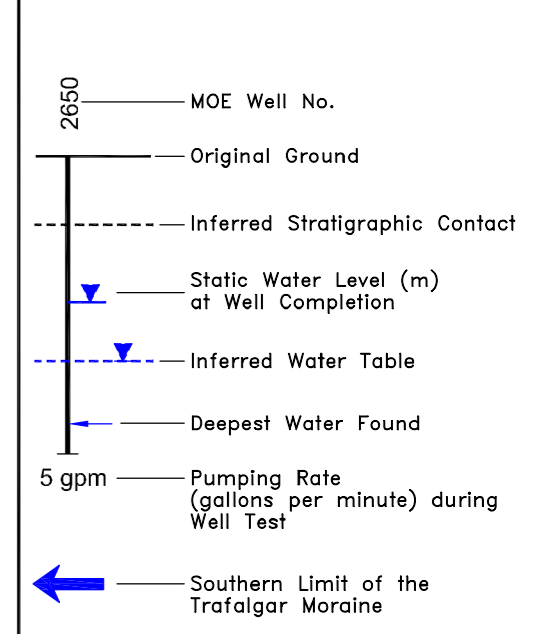 2650
MOE Well No.
Original Ground
Inferred Stratigraphic Contact
Static Water Level (m)
at Well Completion
Inferred Water Table
Deepest Water Found
5 gpm
Pumping Rate
(gallons per minute) during
Well Test
Southern Limit of the
Trafalgar Moraine